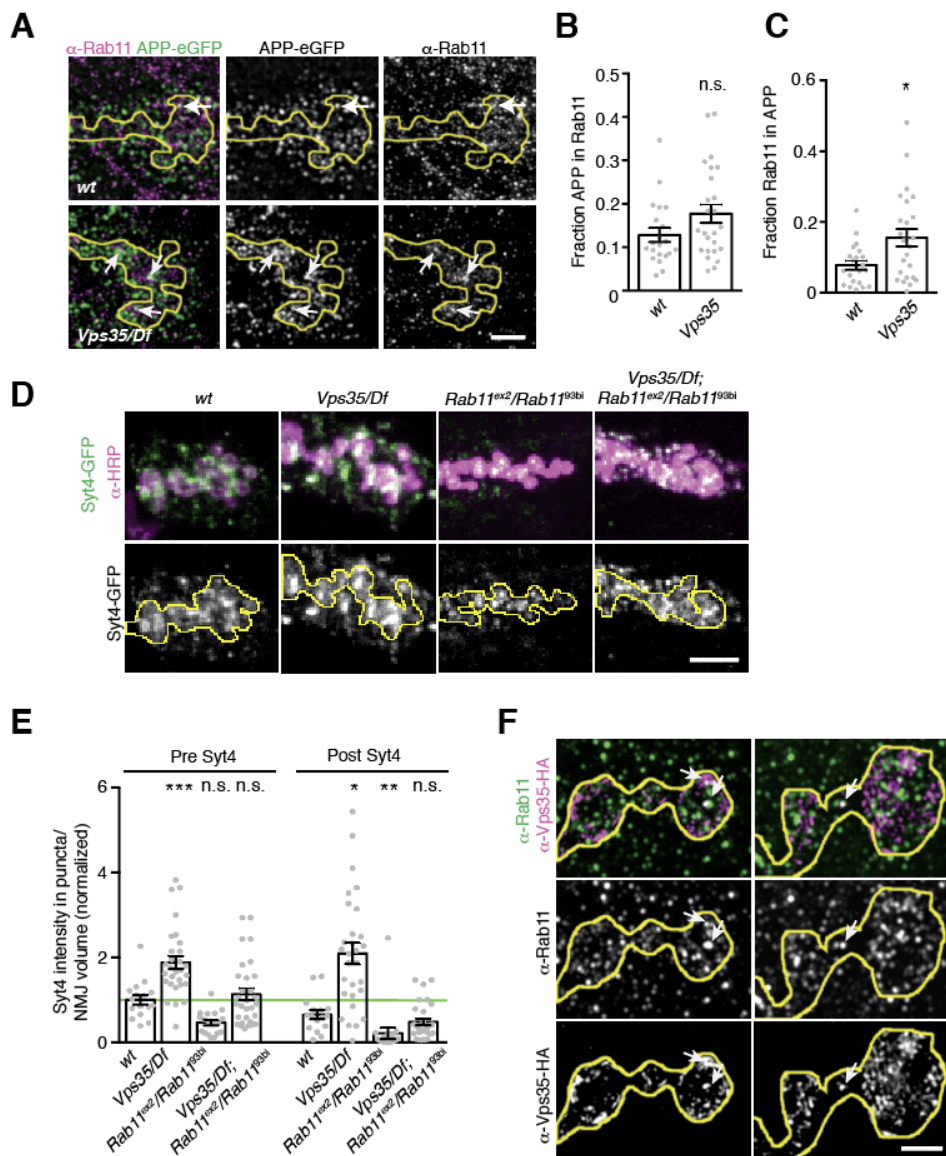 A
α-Rab11 APP-eGFP
APP-eGFP
α-Rab11
wt
Vps35/Df
B
n.s.
Fraction APP in Rab11
0.5
0.4
0.3
0.2
0.1
0
wt
Vps35
C
*
Fraction Rab11 in APP
0.6
0.4
0.2
0
wt
Vps35
D
wt
Vps35/Df
Rab11ex2/Rab1193bi
Vps35/Df;
Rab11ex2/Rab1193bi
Syt4-GFP
α-HRP
Syt4-GFP
E
Pre Syt4
Post Syt4
*** n.s. n.s.
* ** n.s.
Syt4 intensity in puncta/
NMJ volume (normalized)
6
4
2
0
wt
Vps35/Df
Rab11ex2/Rab1193bi
Vps35/Df;
Rab11ex2/Rab1193bi
wt
Vps35/Df
Rab11ex2/Rab1193bi
Vps35/Df;
Rab11ex2/Rab1193bi
F
α-Rab11
α-Vps35-HA
α-Rab11
α-Vps35-HA